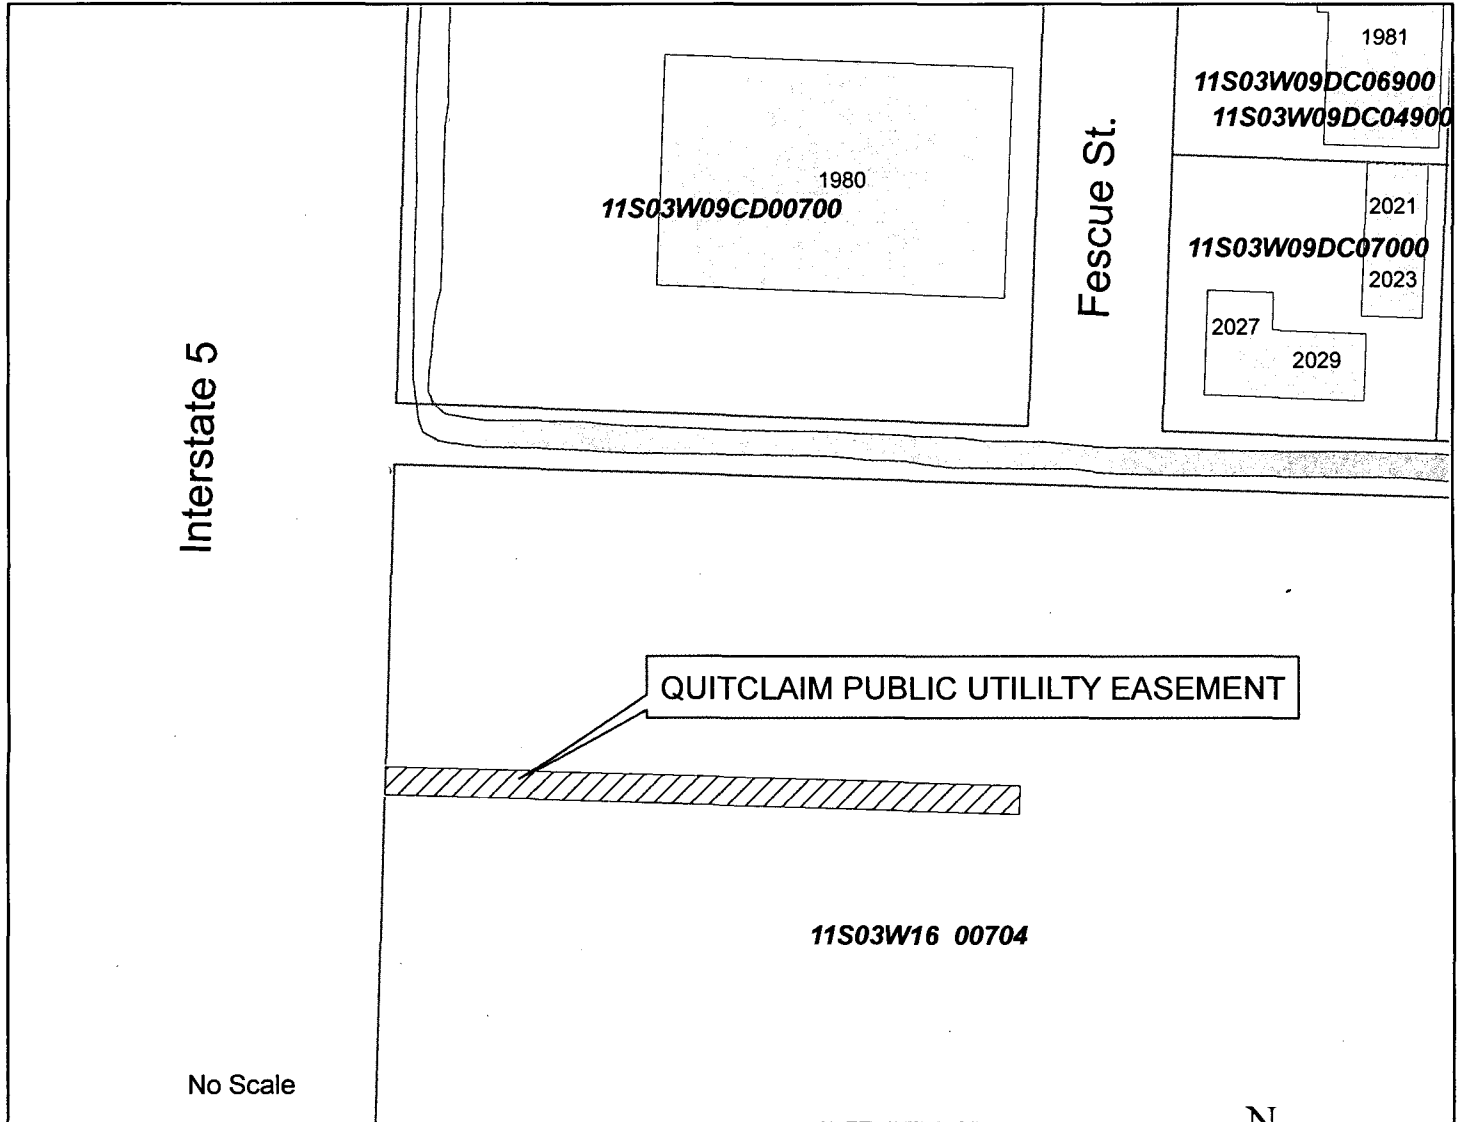 1981
11S03W09DC06900
11S03W09DC04900
1980
11S03W09CD00700
Fescue St.
2021
11S03W09DC07000
2023
2027
2029
Interstate 5
QUITCLAIM PUBLIC UTILILTY EASEMENT
11S03W16 00704
No Scale
N